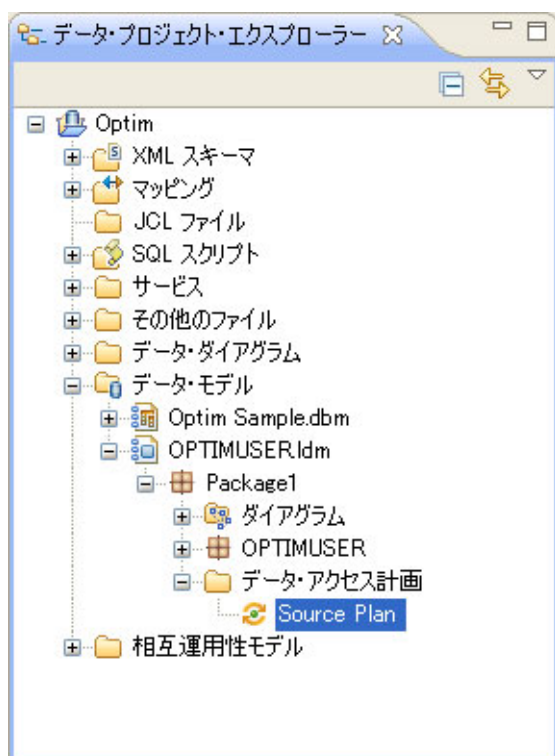 データ・プロジェクト・エクスプローラー
Optim
XML スキーマ
マッピング
JCL ファイル
SQL スクリプト
サービス
その他のファイル
データ・ダイアグラム
データ・モデル
Optim Sample.dbm
OPTIMUSER.ldm
Package1
ダイアグラム
OPTIMUSER
データ・アクセス計画
Source Plan
相互運用性モデル